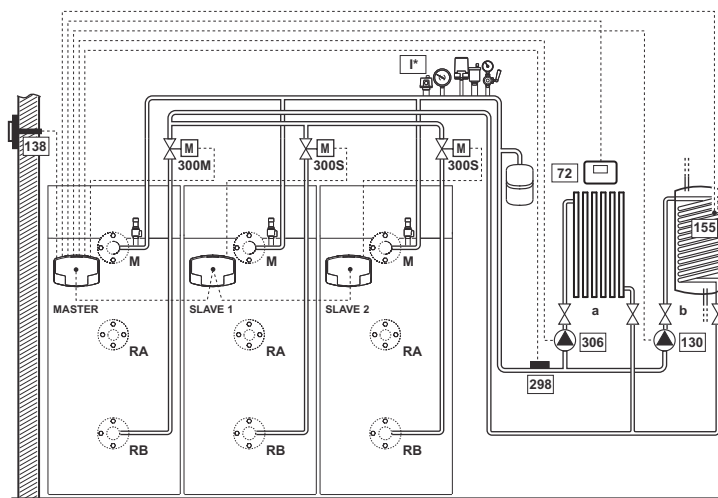 I*
138
M
300M
M
300S
M
300S
72
155
M
M
M
MASTER
SLAVE 1
SLAVE 2
a
b
RA
RA
RA
306
130
298
RB
RB
RB